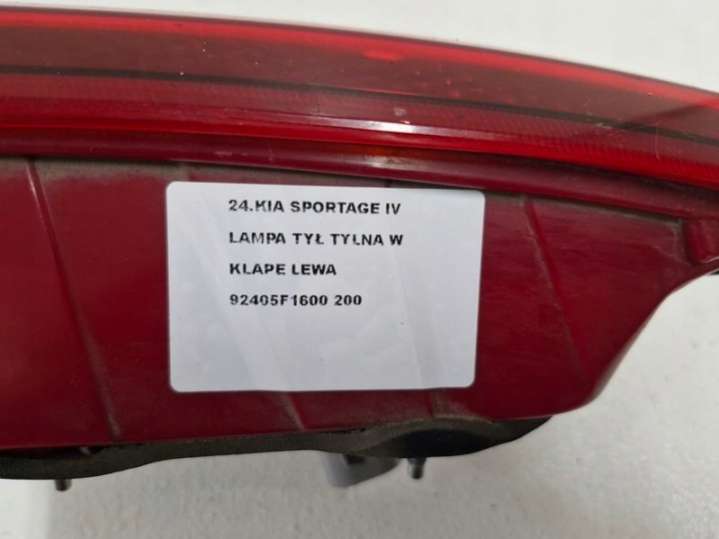 24.KIA SPORTAGE IV
LAMPA TYŁ TYLNA W
KLAPE LEWA
92405F1600 200